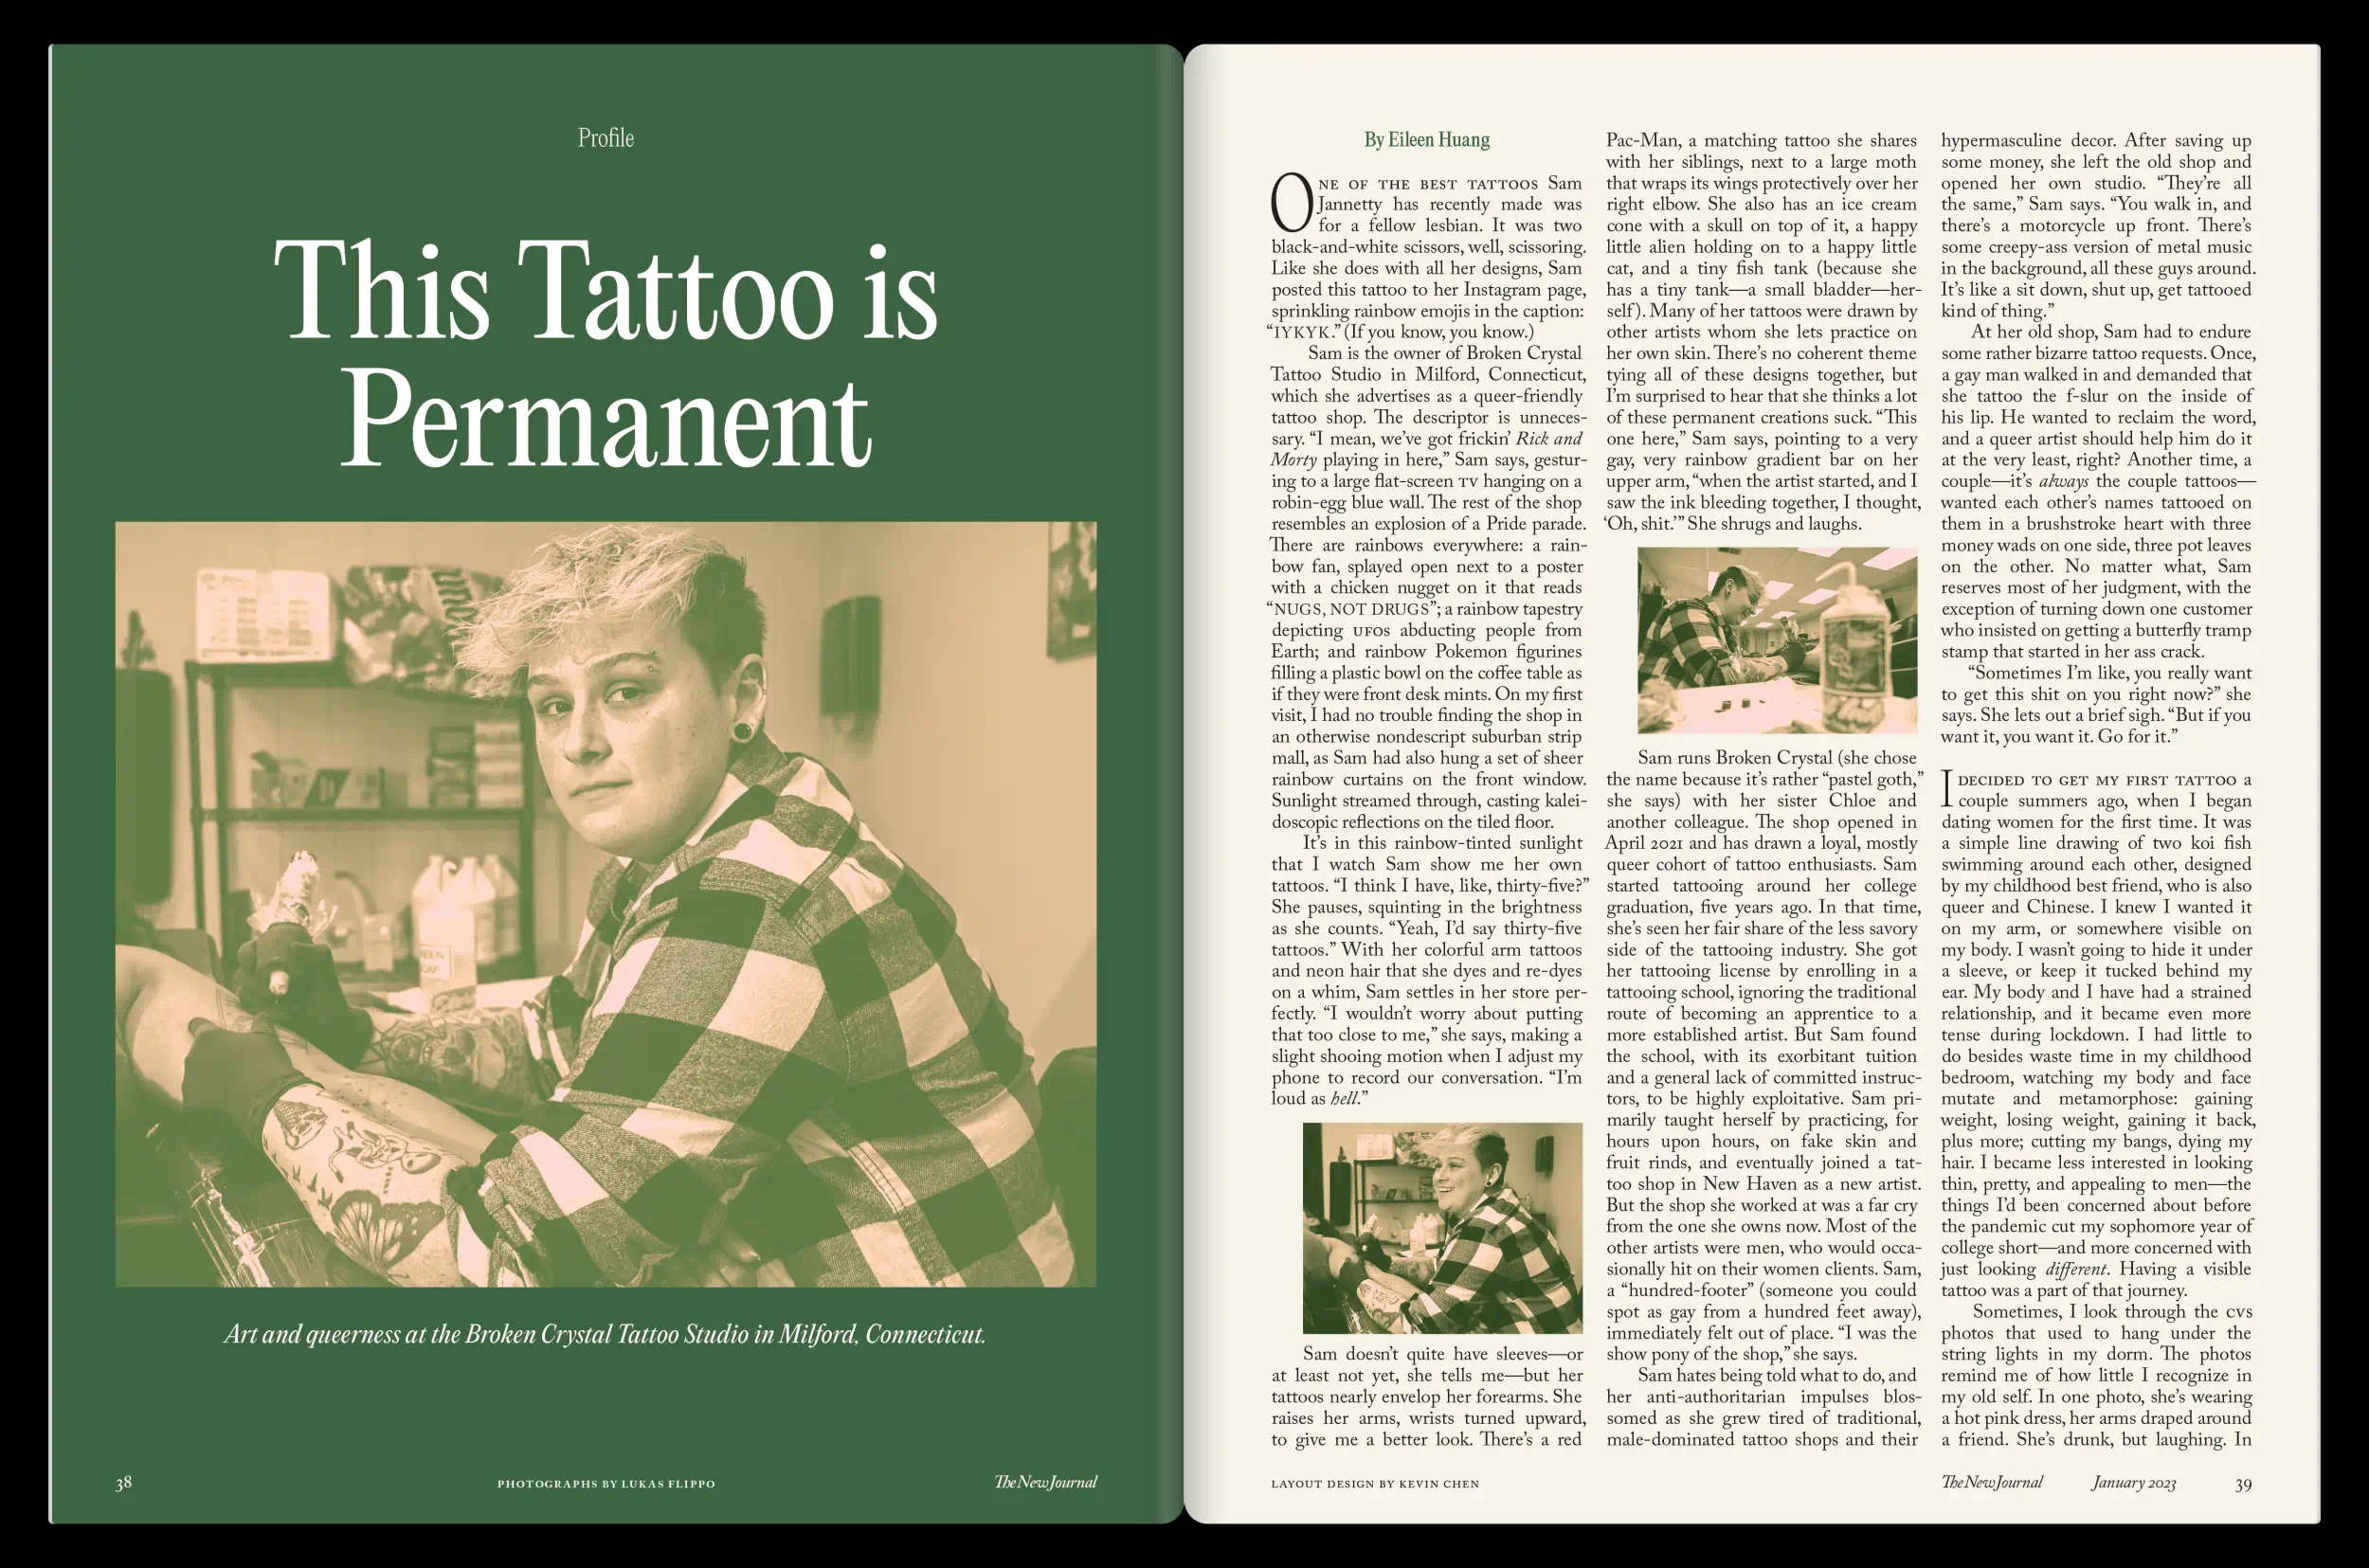 Profile
This Tattoo is
Permanent
Art and queerness at the Broken Crystal Tattoo Studio in Milford, Connecticut.
38
PHOTOGRAPHS BY LUKAS FLIPPO
The New Journal
By Eileen Huang
ONE OF THE BEST TATTOOS Sam
Jannetty has recently made was
for a fellow lesbian. It was two
black-and-white scissors, well, scissoring.
Like she does with all her designs, Sam
posted this tattoo to her Instagram page,
sprinkling rainbow emojis in the caption:
“IYKYK.” (If you know, you know.)
Sam is the owner of Broken Crystal
Tattoo Studio in Milford, Connecticut,
which she advertises as a queer-friendly
tattoo shop. The descriptor is unneces-
sary. “I mean, we’ve got frickin’ Rick and
Morty playing in here,” Sam says, gestur-
ing to a large flat-screen TV hanging on a
robin-egg blue wall. The rest of the shop
resembles an explosion of a Pride parade.
There are rainbows everywhere: a rain-
bow fan, splayed open next to a poster
with a chicken nugget on it that reads
“NUGS, NOT DRUGS”; a rainbow tapestry
depicting UFOs abducting people from
Earth; and rainbow Pokemon figurines
filling a plastic bowl on the coffee table as
if they were front desk mints. On my first
visit, I had no trouble finding the shop in
an otherwise nondescript suburban strip
mall, as Sam had also hung a set of sheer
rainbow curtains on the front window.
Sunlight streamed through, casting kalei-
doscopic reflections on the tiled floor.
It’s in this rainbow-tinted sunlight
that I watch Sam show me her own
tattoos. “I think I have, like, thirty-five?”
She pauses, squinting in the brightness
as she counts. “Yeah, I’d say thirty-five
tattoos.” With her colorful arm tattoos
and neon hair that she dyes and re-dyes
on a whim, Sam settles in her store per-
fectly. “I wouldn’t worry about putting
that too close to me,” she says, making a
slight shooing motion when I adjust my
phone to record our conversation. “I’m
loud as hell.”
Sam doesn’t quite have sleeves—or
at least not yet, she tells me—but her
tattoos nearly envelop her forearms. She
raises her arms, wrists turned upward,
to give me a better look. There’s a red
Pac-Man, a matching tattoo she shares
with her siblings, next to a large moth
that wraps its wings protectively over her
right elbow. She also has an ice cream
cone with a skull on top of it, a happy
little alien holding on to a happy little
cat, and a tiny fish tank (because she
has a tiny tank—a small bladder—her-
self). Many of her tattoos were drawn by
other artists whom she lets practice on
her own skin. There’s no coherent theme
tying all of these designs together, but
I’m surprised to hear that she thinks a lot
of these permanent creations suck. “This
one here,” Sam says, pointing to a very
gay, very rainbow gradient bar on her
upper arm, “when the artist started, and I
saw the ink bleeding together, I thought,
‘Oh, shit.’” She shrugs and laughs.
Sam runs Broken Crystal (she chose
the name because it’s rather “pastel goth,”
she says) with her sister Chloe and
another colleague. The shop opened in
April 2021 and has drawn a loyal, mostly
queer cohort of tattoo enthusiasts. Sam
started tattooing around her college
graduation, five years ago. In that time,
she’s seen her fair share of the less savory
side of the tattooing industry. She got
her tattooing license by enrolling in a
tattooing school, ignoring the traditional
route of becoming an apprentice to a
more established artist. But Sam found
the school, with its exorbitant tuition
and a general lack of committed instruc-
tors, to be highly exploitative. Sam pri-
marily taught herself by practicing, for
hours upon hours, on fake skin and
fruit rinds, and eventually joined a tat-
too shop in New Haven as a new artist.
But the shop she worked at was a far cry
from the one she owns now. Most of the
other artists were men, who would occa-
sionally hit on their women clients. Sam,
a “hundred-footer” (someone you could
spot as gay from a hundred feet away),
immediately felt out of place. “I was the
show pony of the shop,” she says.
Sam hates being told what to do, and
her anti-authoritarian impulses blos-
somed as she grew tired of traditional,
male-dominated tattoo shops and their
hypermasculine decor. After saving up
some money, she left the old shop and
opened her own studio. “They’re all
the same,” Sam says. “You walk in, and
there’s a motorcycle up front. There’s
some creepy-ass version of metal music
in the background, all these guys around.
It’s like a sit down, shut up, get tattooed
kind of thing.”
At her old shop, Sam had to endure
some rather bizarre tattoo requests. Once,
a gay man walked in and demanded that
she tattoo the f-slur on the inside of
his lip. He wanted to reclaim the word,
and a queer artist should help him do it
at the very least, right? Another time, a
couple—it’s always the couple tattoos—
wanted each other’s names tattooed on
them in a brushstroke heart with three
money wads on one side, three pot leaves
on the other. No matter what, Sam
reserves most of her judgment, with the
exception of turning down one customer
who insisted on getting a butterfly tramp
stamp that started in her ass crack.
“Sometimes I’m like, you really want
to get this shit on you right now?” she
says. She lets out a brief sigh. “But if you
want it, you want it. Go for it.”
I DECIDED TO GET MY FIRST TATTOO a
couple summers ago, when I began
dating women for the first time. It was
a simple line drawing of two koi fish
swimming around each other, designed
by my childhood best friend, who is also
queer and Chinese. I knew I wanted it
on my arm, or somewhere visible on
my body. I wasn’t going to hide it under
a sleeve, or keep it tucked behind my
ear. My body and I have had a strained
relationship, and it became even more
tense during lockdown. I had little to
do besides waste time in my childhood
bedroom, watching my body and face
mutate and metamorphose: gaining
weight, losing weight, gaining it back,
plus more; cutting my bangs, dying my
hair. I became less interested in looking
thin, pretty, and appealing to men—the
things I’d been concerned about before
the pandemic cut my sophomore year of
college short—and more concerned with
just looking different. Having a visible
tattoo was a part of that journey.
Sometimes, I look through the CVS
photos that used to hang under the
string lights in my dorm. The photos
remind me of how little I recognize in
my old self. In one photo, she’s wearing
a hot pink dress, her arms draped around
a friend. She’s drunk, but laughing. In
LAYOUT DESIGN BY KEVIN CHEN
The New Journal
January 2023
39